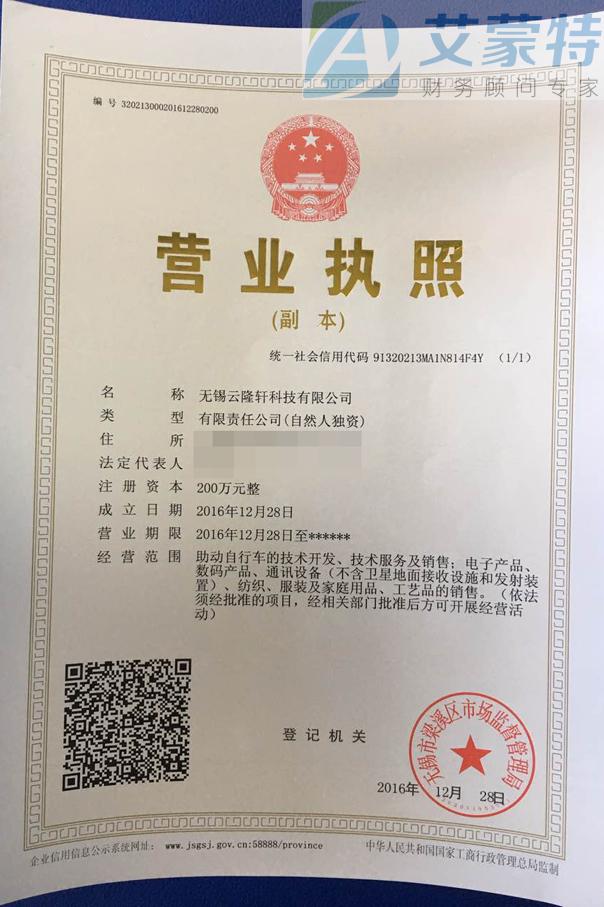 艾蒙特
财务顾问专家
编 号 320213000201612280200
营业执照
(副 本)
统一社会信用代码 91320213MA1N814F4Y (1/1)
名 称 无锡云隆轩科技有限公司
类 型 有限责任公司(自然人独资)
住 所
法定代表人
注册资本 200万元整
成立日期 2016年12月28日
营业期限 2016年12月28日至******
经营范围 助动自行车的技术开发、技术服务及销售；电子产品、
数码产品、通讯设备（不含卫星地面接收设施和发射装
置）、纺织、服装及家庭用品、工艺品的销售。（依法
须经批准的项目，经相关部门批准后方可开展经营活
动）
登记机关
无锡市梁溪区市场监督管理局
2016年 12月 28日
企业信用信息公示系统网址： www.jsgsj.gov.cn:58888/province
中华人民共和国国家工商行政管理总局监制